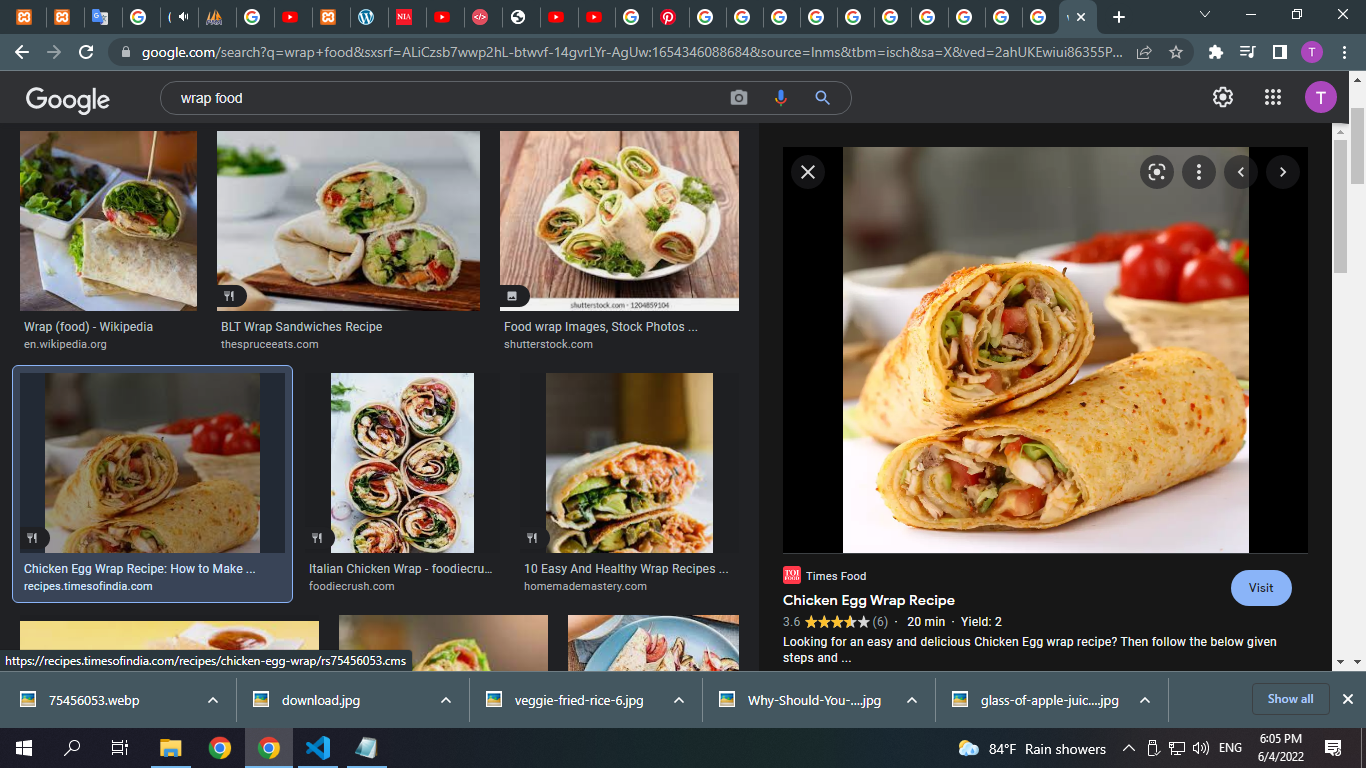 google.com/search?q=wrap+food&sxsrf=ALiCzsb7wwp2hL-btwvf-14gvrLYr-AgUw:1654346088684&source=lnms&tbm=isch&sa=X&ved=2ahUKEwiui86355P...
T
Google
wrap food
T
Wrap (food) - Wikipedia
en.wikipedia.org
BLT Wrap Sandwiches Recipe
thespruceeats.com
shutterstock.com · 1204859104
Food wrap Images, Stock Photos ...
shutterstock.com
Chicken Egg Wrap Recipe: How to Make ...
recipes.timesofindia.com
Italian Chicken Wrap - foodiecru...
foodiecrush.com
10 Easy And Healthy Wrap Recipes ...
homemademastery.com
TOI FOOD
Times Food
Visit
Chicken Egg Wrap Recipe
3.6 (6) · 20 min · Yield: 2
Looking for an easy and delicious Chicken Egg wrap recipe? Then follow the below given
steps and ...
https://recipes.timesofindia.com/recipes/chicken-egg-wrap/rs75456053.cms
75456053.webp
download.jpg
veggie-fried-rice-6.jpg
Why-Should-You-....jpg
glass-of-apple-juic....jpg
Show all
84°F Rain showers
ENG
6:05 PM
6/4/2022